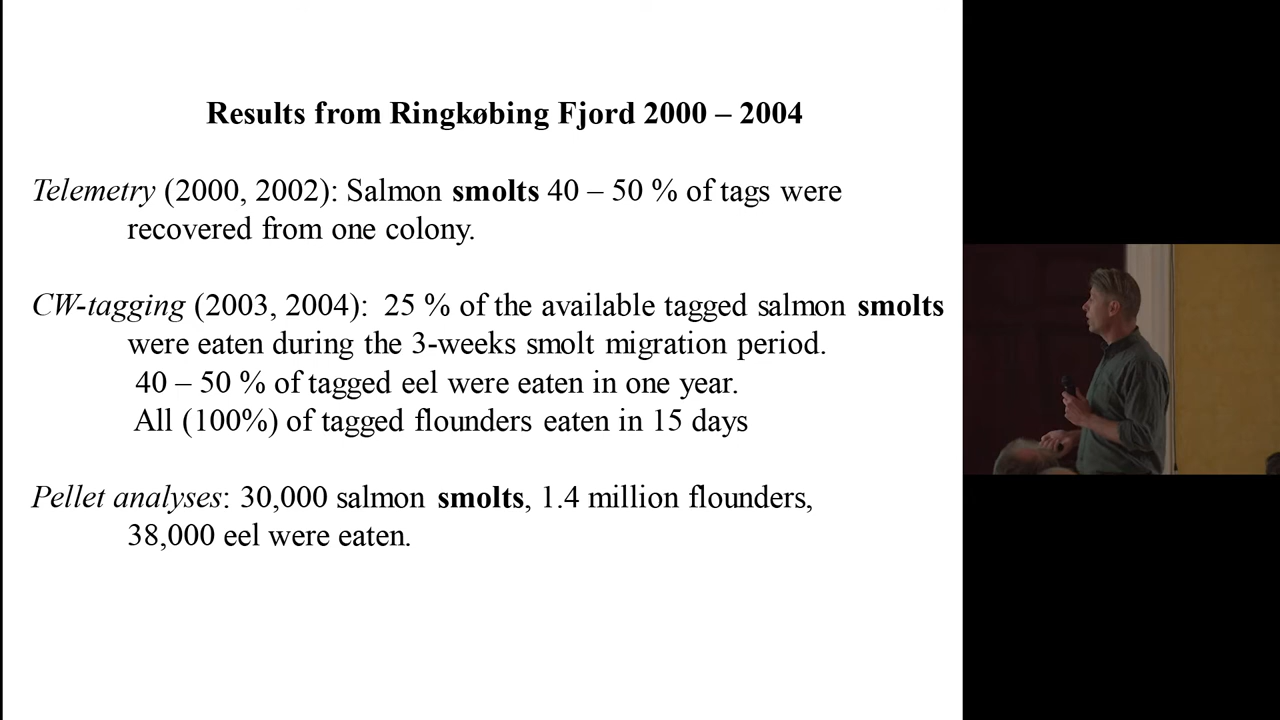 Results from Ringkøbing Fjord 2000 – 2004
Telemetry (2000, 2002): Salmon smolts 40 – 50 % of tags were
recovered from one colony.
CW-tagging (2003, 2004): 25 % of the available tagged salmon smolts
were eaten during the 3-weeks smolt migration period.
40 – 50 % of tagged eel were eaten in one year.
All (100%) of tagged flounders eaten in 15 days
Pellet analyses: 30,000 salmon smolts, 1.4 million flounders,
38,000 eel were eaten.